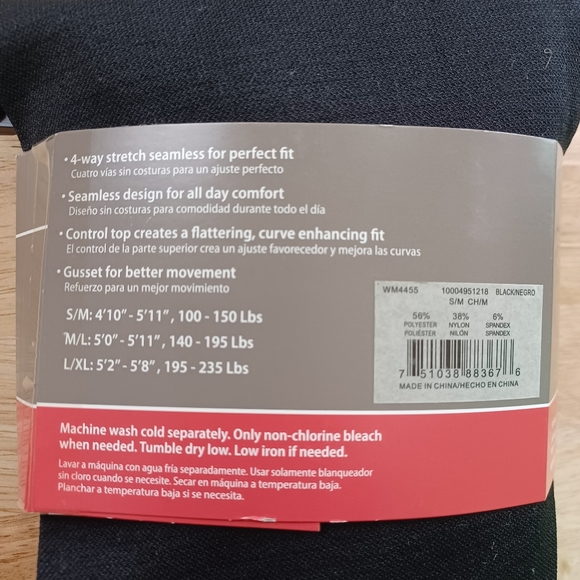 • 4-way stretch seamless for perfect fit
Cuatro vías sin costuras para un ajuste perfecto
• Seamless design for all day comfort
Diseño sin costuras para comodidad durante todo el día
• Control top creates a flattering, curve enhancing fit
El control de la parte superior crea un ajuste favorecedor y mejora las curvas
• Gusset for better movement
Refuerzo para un mejor movimiento
S/M: 4’10” - 5’11”, 100 - 150 Lbs
M/L: 5’0” - 5’11”, 140 - 195 Lbs
L/XL: 5’2” - 5’8”, 195 - 235 Lbs
WM4455 10004951218 BLACK/NEGRO
S/M CH/M
56% 38% 6%
POLYESTER NYLON SPANDEX
POLIÉSTER NILÓN SPANDEX
7 51038 88367 6
MADE IN CHINA/HECHO EN CHINA
Machine wash cold separately. Only non-chlorine bleach
when needed. Tumble dry low. Low iron if needed.
Lavar a máquina con agua fría separadamente. Usar solamente blanqueador
sin cloro cuando se necesite. Secar en máquina a temperatura baja.
Planchar a temperatura baja si se necesita.